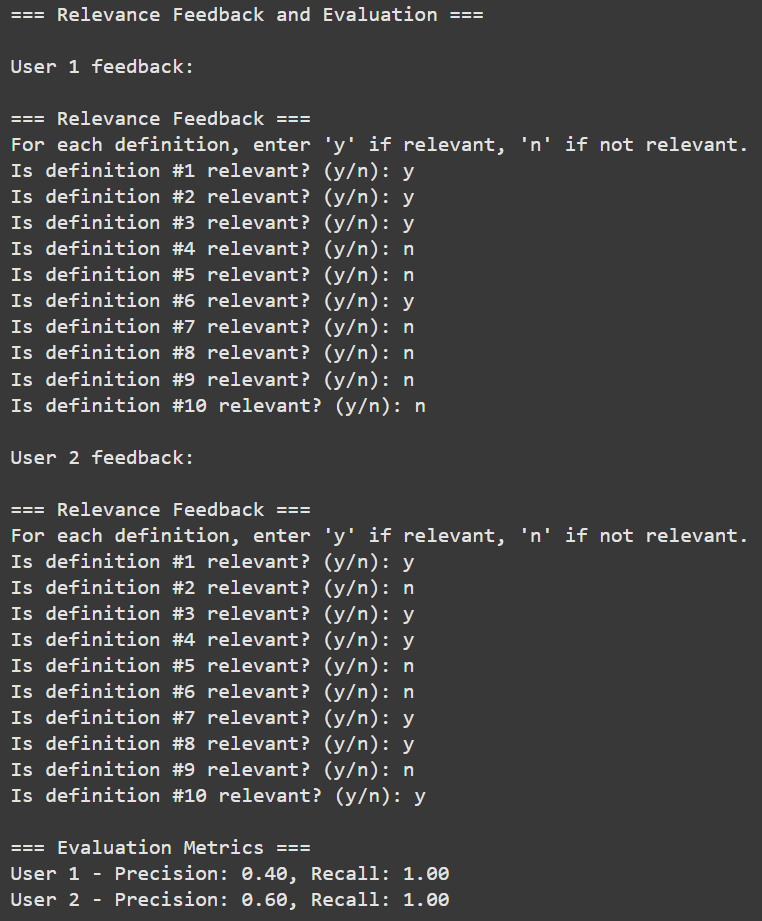 === Relevance Feedback and Evaluation ===
User 1 feedback:
=== Relevance Feedback ===
For each definition, enter 'y' if relevant, 'n' if not relevant.
Is definition #1 relevant? (y/n): y
Is definition #2 relevant? (y/n): y
Is definition #3 relevant? (y/n): y
Is definition #4 relevant? (y/n): n
Is definition #5 relevant? (y/n): n
Is definition #6 relevant? (y/n): y
Is definition #7 relevant? (y/n): n
Is definition #8 relevant? (y/n): n
Is definition #9 relevant? (y/n): n
Is definition #10 relevant? (y/n): n
User 2 feedback:
=== Relevance Feedback ===
For each definition, enter 'y' if relevant, 'n' if not relevant.
Is definition #1 relevant? (y/n): y
Is definition #2 relevant? (y/n): n
Is definition #3 relevant? (y/n): y
Is definition #4 relevant? (y/n): y
Is definition #5 relevant? (y/n): n
Is definition #6 relevant? (y/n): n
Is definition #7 relevant? (y/n): y
Is definition #8 relevant? (y/n): y
Is definition #9 relevant? (y/n): n
Is definition #10 relevant? (y/n): y
=== Evaluation Metrics ===
User 1 - Precision: 0.40, Recall: 1.00
User 2 - Precision: 0.60, Recall: 1.00